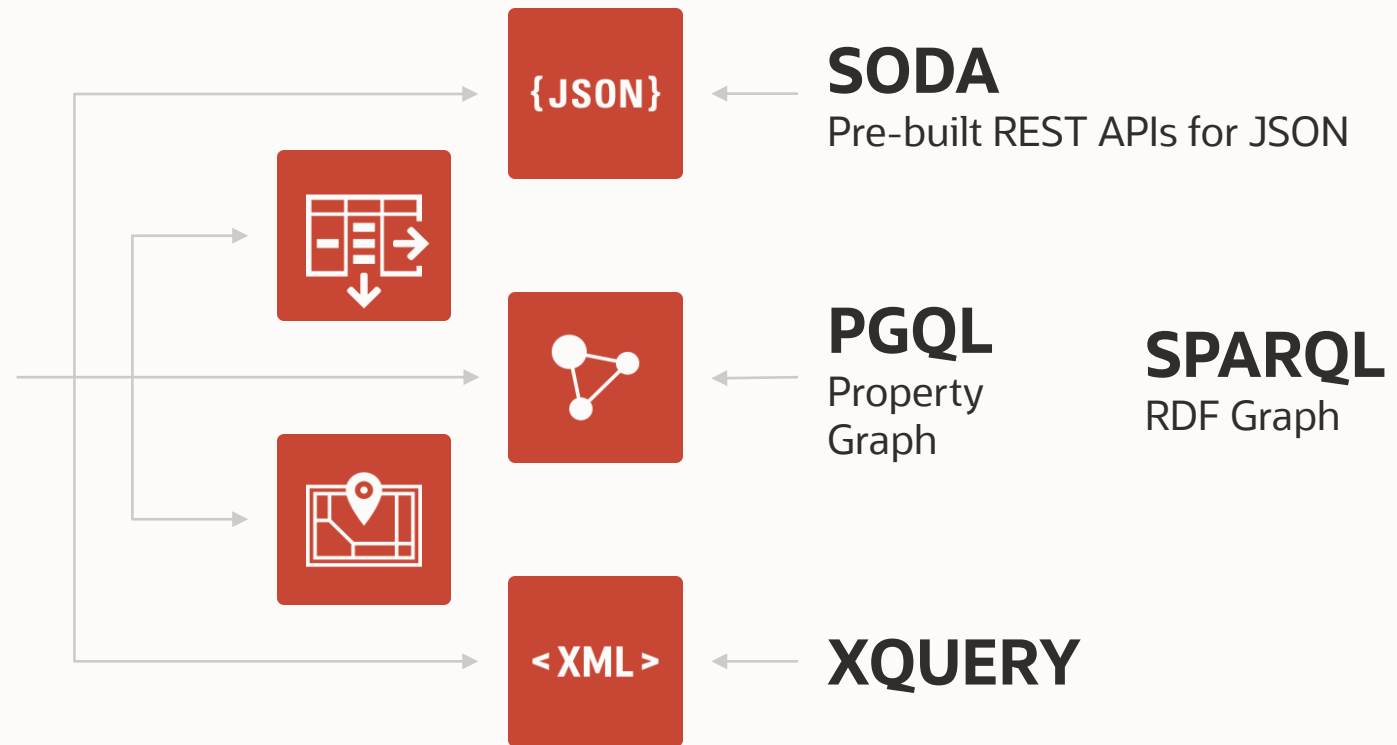 {JSON}
SODA
Pre-built REST APIs for JSON
PGQL
Property
Graph
SPARQL
RDF Graph
<XML>
XQUERY